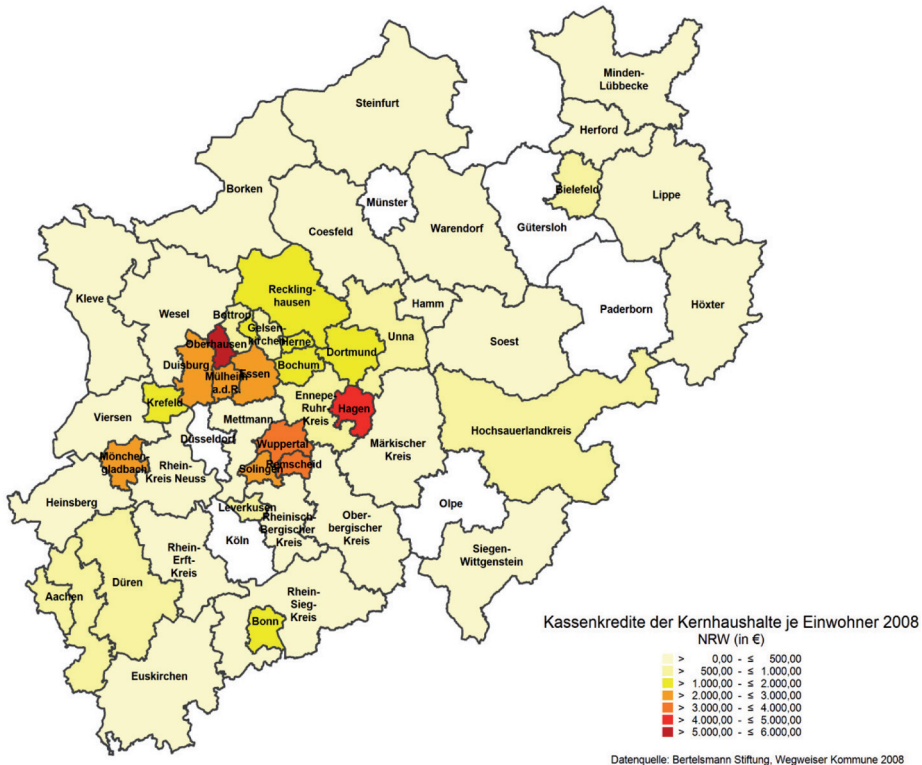 Minden-
Lübbecke
Steinfurt
Herford
Borken
Münster
Bielefeld
Lippe
Coesfeld
Warendorf
Gütersloh
Kleve
Reckling-
hausen
Hamm
Paderborn
Höxter
Wesel
Bottrop
Gelsen-
kirchen
Herne
Unna
Soest
Oberhausen
Dortmund
Duisburg
Bochum
Essen
Mülheim
a.d.R.
Krefeld
Ennepe-
Ruhr-
Kreis
Hagen
Viersen
Mettmann
Düsseldorf
Hochsauerlandkreis
Wuppertal
Märkischer
Kreis
Mönchen-
gladbach
Rhein-
Kreis Neuss
Solingen
Remscheid
Heinsberg
Leverkusen
Olpe
Rheinisch-
Bergischer
Kreis
Ober-
bergischer
Kreis
Köln
Rhein-
Erft-
Kreis
Siegen-
Wittgenstein
Düren
Aachen
Rhein-
Sieg-
Kreis
Bonn
Euskirchen
Kassenkredite der Kernhaushalte je Einwohner 2008
NRW (in €)
> 0,00 - ≤ 500,00
> 500,00 - ≤ 1.000,00
> 1.000,00 - ≤ 2.000,00
> 2.000,00 - ≤ 3.000,00
> 3.000,00 - ≤ 4.000,00
> 4.000,00 - ≤ 5.000,00
> 5.000,00 - ≤ 6.000,00
Datenquelle: Bertelsmann Stiftung, Wegweiser Kommune 2008